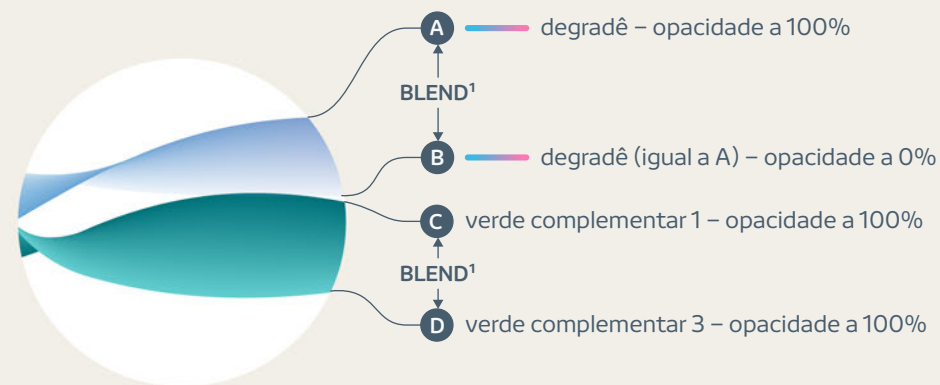 A degradê – opacidade a 100%
BLEND¹
B degradê (igual a A) – opacidade a 0%
C verde complementar 1 – opacidade a 100%
BLEND¹
D verde complementar 3 – opacidade a 100%